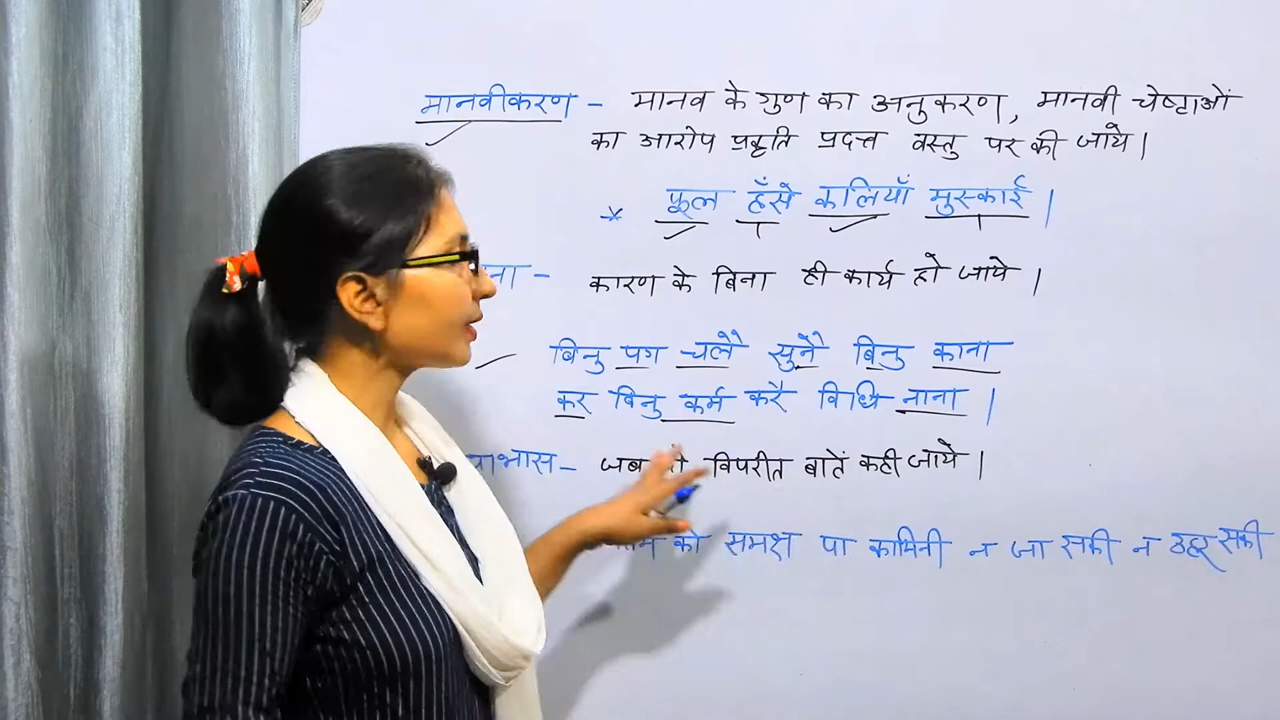 मानवीकरण - मानव के गुण का अनुकरण, मानवी चेष्टाओं
का आरोप प्रकृति प्रदत्त वस्तु पर की जाये।
* फूल हँसे कलियाँ मुस्काई।
कारण के बिना ही कार्य हो जाये।
बिनु पग चलै सुनै बिनु काना
कर बिनु कर्म करै विधि नाना।
जब विपरीत बातें कही जाये।
को समक्ष पा कामिनी न जा सकी न ठहर सकी